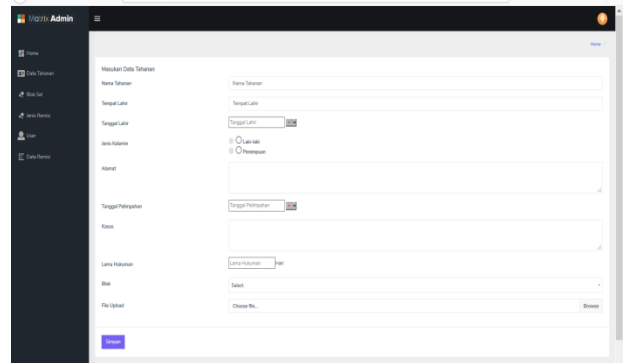 Matrix Admin
Home
Home
Data Tahanan
Blok Sel
Jenis Remisi
User
Data Remisi
Masukan Data Tahanan
Nama Tahanan
Nama Tahanan
Tempat Lahir
Tempat Lahir
Tanggal Lahir
Tanggal Lahir
Jenis Kelamin
Laki-laki
Perempuan
Alamat
Tanggal Pelimpahan
Tanggal Pelimpahan
Kasus
Lama Hukuman
Lama Hukuman
Hari
Blok
Select
File Upload
Choose file...
Browse
Simpan